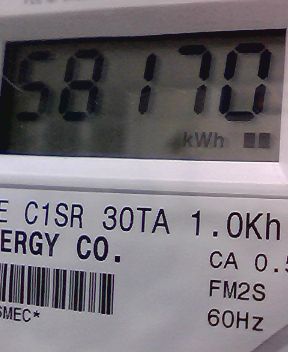 58170
kWh
E C1SR 30TA 1.0Kh
ERGY CO.
CA 0.5
FM2S
SMEC*
60Hz